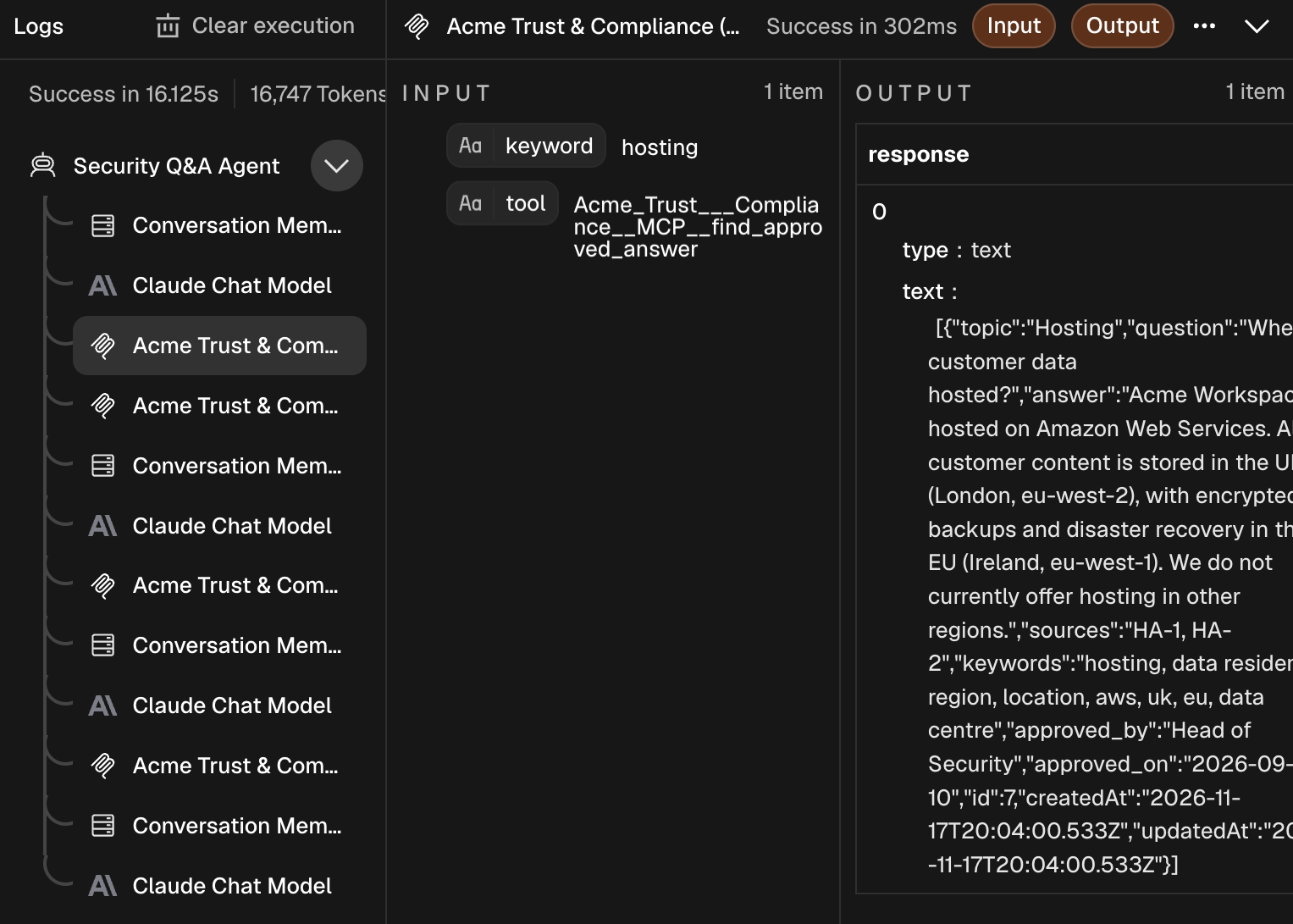 Logs
Clear execution
Acme Trust & Compliance (...
Success in 302ms
Input
Output
Success in 16.125s
16,747 Tokens
Security Q&A Agent
Conversation Mem...
Claude Chat Model
Acme Trust & Com...
Acme Trust & Com...
Conversation Mem...
Claude Chat Model
Acme Trust & Com...
Conversation Mem...
Claude Chat Model
Acme Trust & Com...
Conversation Mem...
Claude Chat Model
INPUT
1 item
Aa keyword hosting
Aa tool Acme_Trust___Complia
nce__MCP__find_appro
ved_answer
OUTPUT
1 item
response
0
type : text
text :
[{"topic":"Hosting","question":"Whe
customer data
hosted?","answer":"Acme Workspac
hosted on Amazon Web Services. A
customer content is stored in the U
(London, eu-west-2), with encrypted
backups and disaster recovery in th
EU (Ireland, eu-west-1). We do not
currently offer hosting in other
regions.","sources":"HA-1, HA-
2","keywords":"hosting, data resider
region, location, aws, uk, eu, data
centre","approved_by":"Head of
Security","approved_on":"2026-09-
10","id":7,"createdAt":"2026-11-
17T20:04:00.533Z","updatedAt":"20
-11-17T20:04:00.533Z"}]